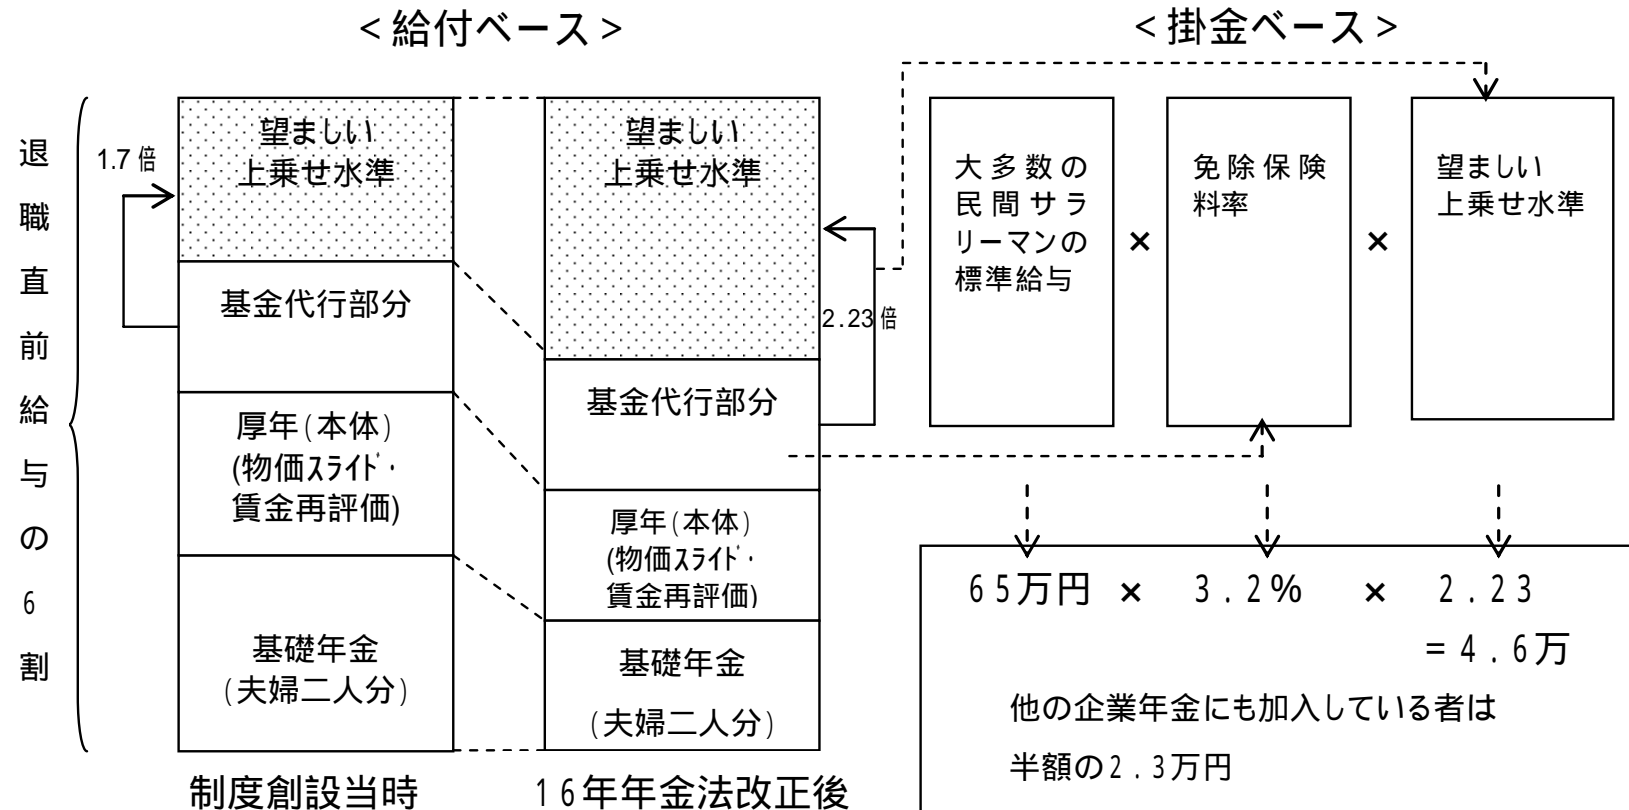 <給付ベース>
<掛金ベース>
退職直前給与の6割
1.7 倍
望ましい
上乗せ水準
基金代行部分
厚年(本体)
(物価スライド・
賃金再評価)
基礎年金
(夫婦二人分)
制度創設当時
望ましい
上乗せ水準
2.23 倍
基金代行部分
厚年(本体)
(物価スライド・
賃金再評価)
基礎年金
(夫婦二人分)
16年年金法改正後
大多数の
民間サラ
リーマンの
標準給与
×
免除保険
料率
×
望ましい
上乗せ水準
65万円 × 3.2% × 2.23
=4.6万
他の企業年金にも加入している者は
半額の2.3万円